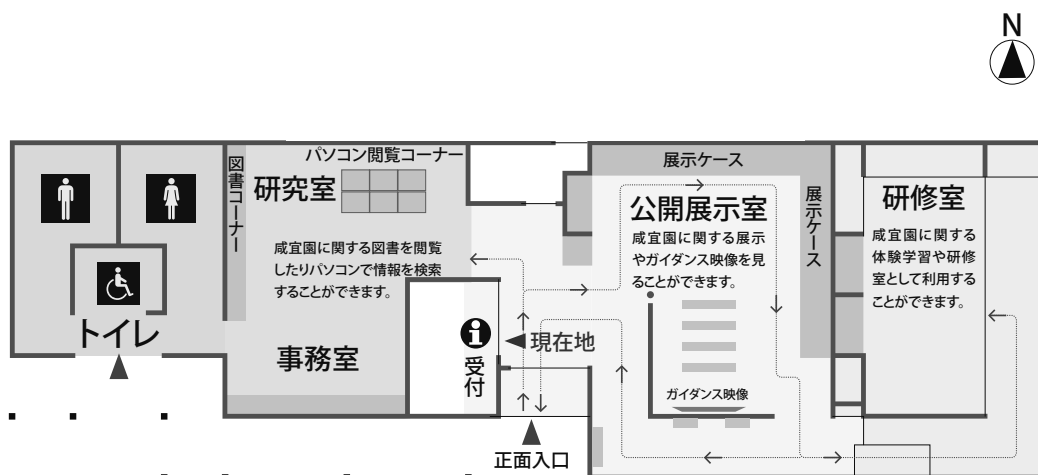 N
図書コーナー
パソコン閲覧コーナー
研究室
咸宜園に関する図書を閲覧
したりパソコンで情報を検索
することができます。
事務室
トイレ
受付
現在地
正面入口
展示ケース
展示ケース
公開展示室
咸宜園に関する展示
やガイダンス映像を見
ることができます。
ガイダンス映像
研修室
咸宜園に関する
体験学習や研修
室として利用する
ことができます。